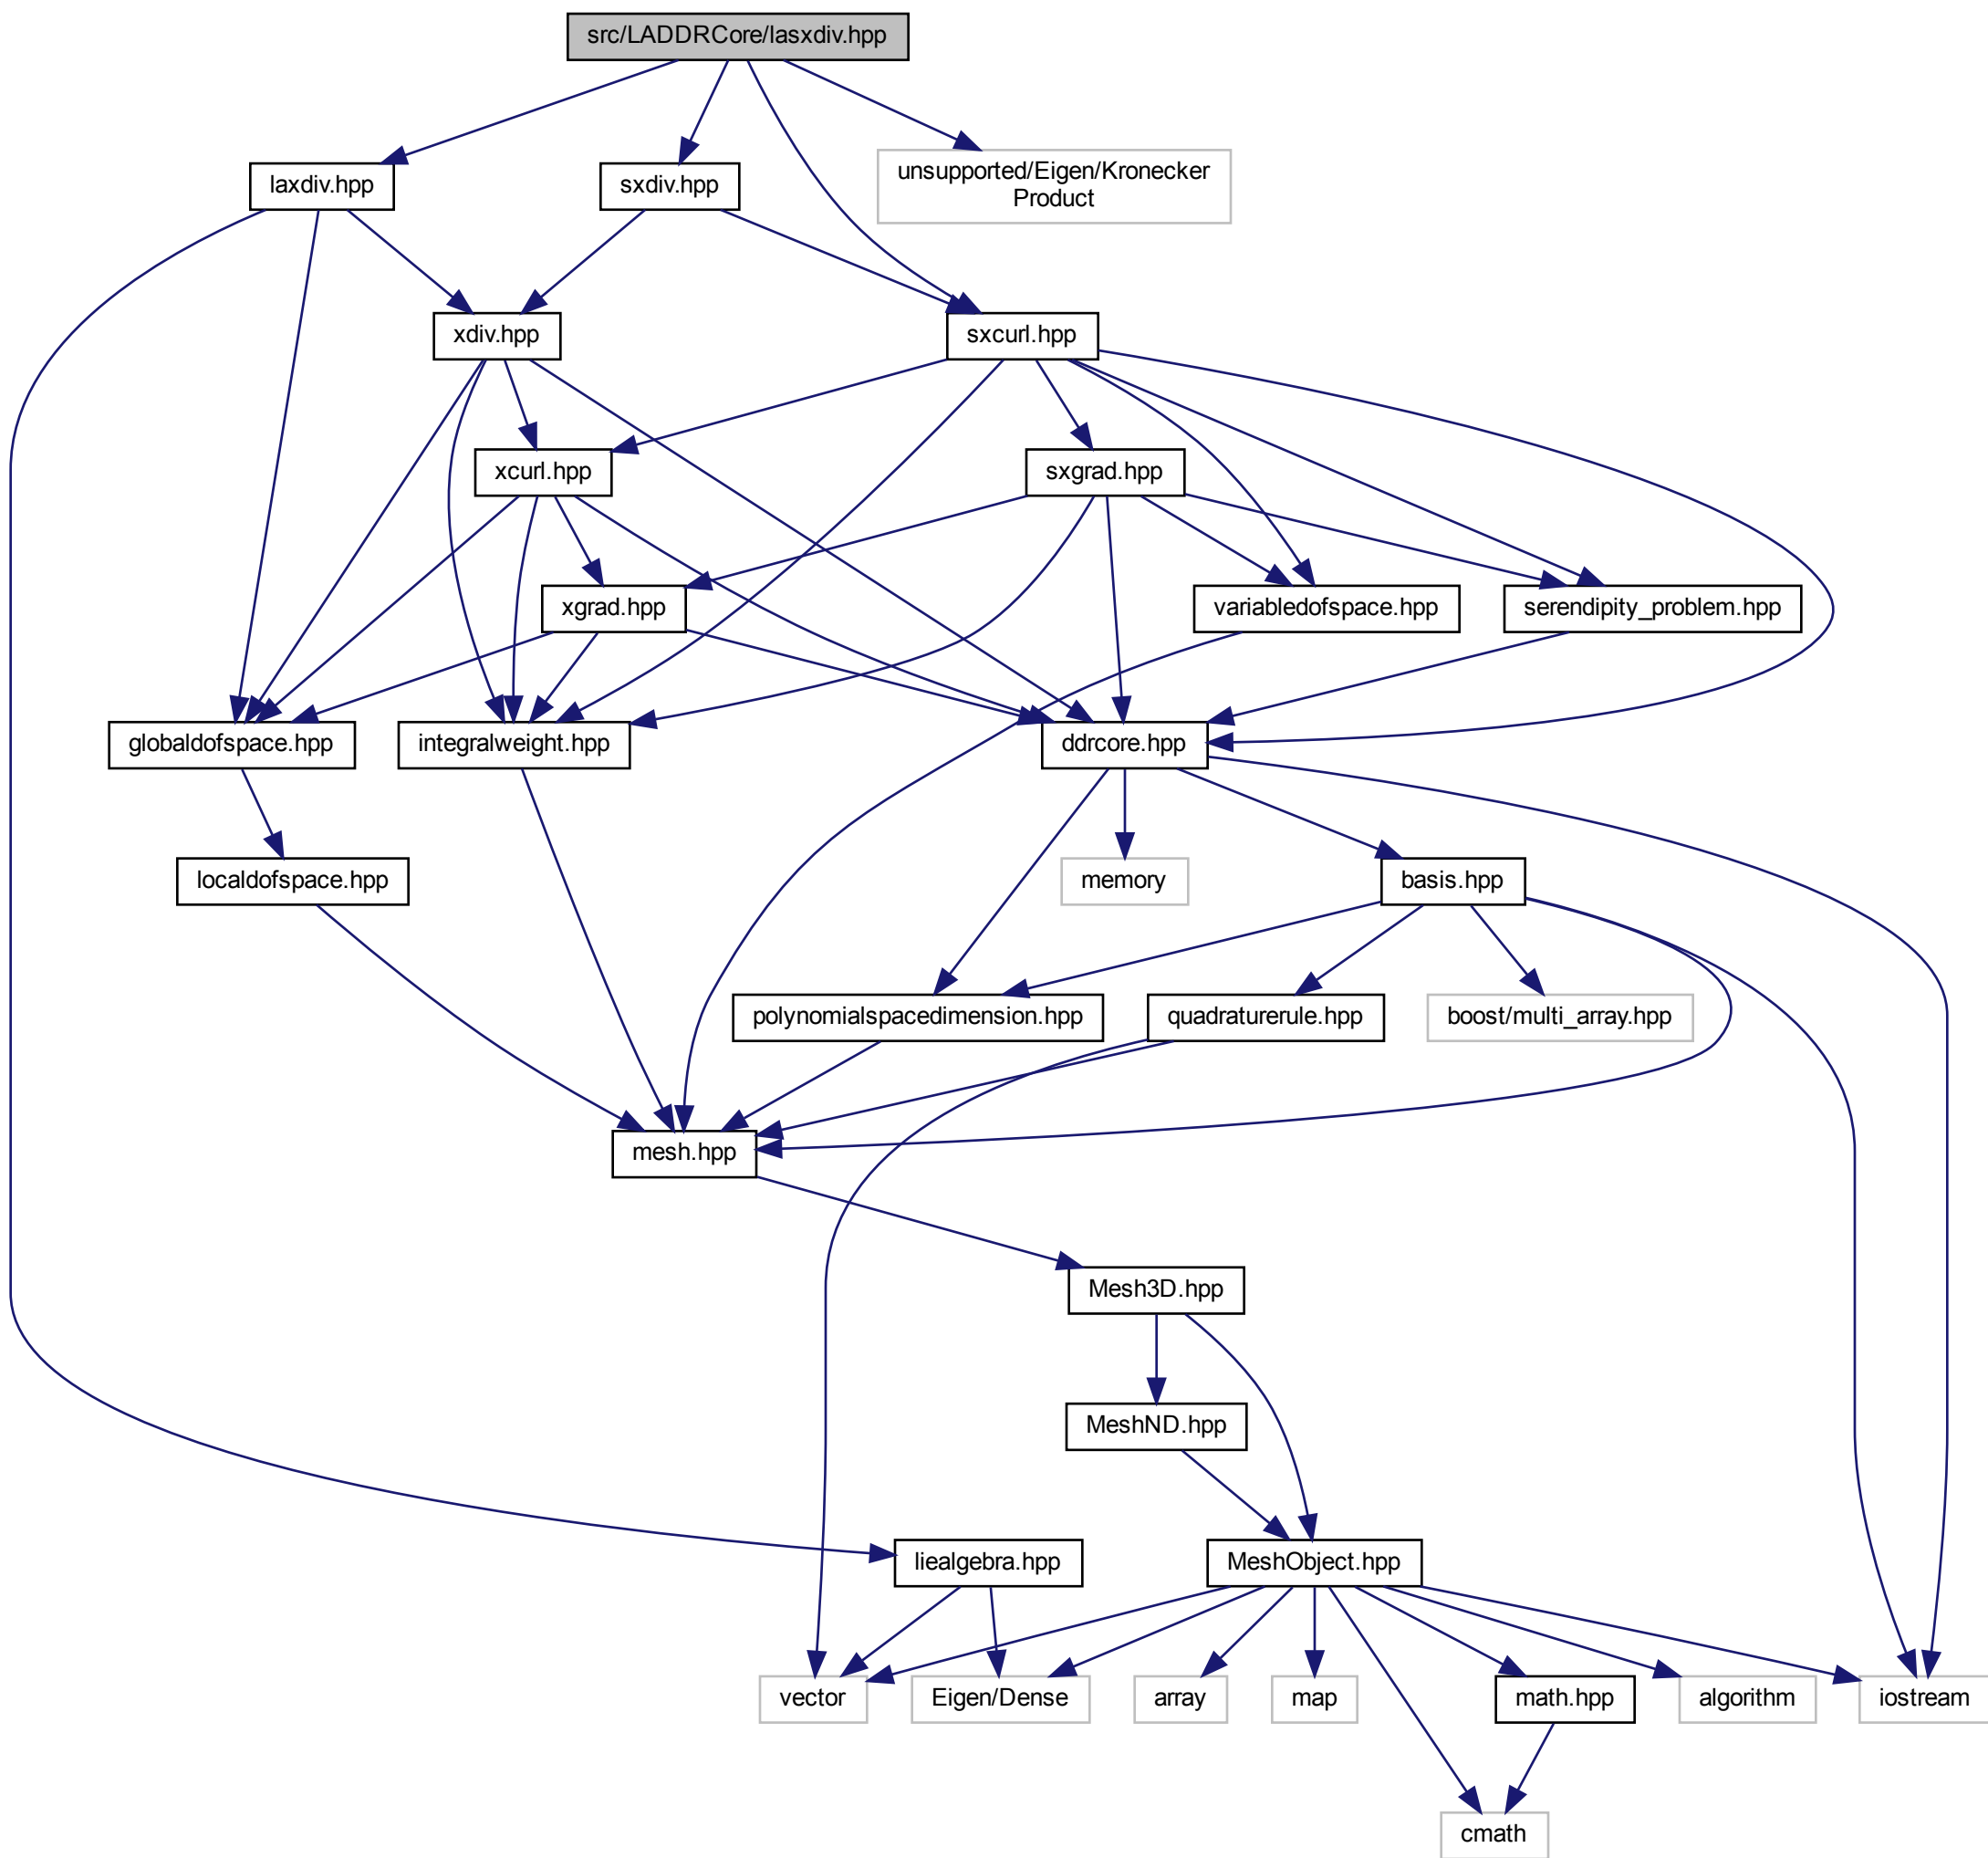 src/LADDRCore/lasxdiv.hpp
laxdiv.hpp
sxdiv.hpp
unsupported/Eigen/Kronecker
Product
xdiv.hpp
sxcurl.hpp
xcurl.hpp
sxgrad.hpp
xgrad.hpp
variabledofspace.hpp
serendipity_problem.hpp
globaldofspace.hpp
integralweight.hpp
ddrcore.hpp
localdofspace.hpp
memory
basis.hpp
polynomialspacedimension.hpp
quadraturerule.hpp
boost/multi_array.hpp
mesh.hpp
Mesh3D.hpp
MeshND.hpp
liealgebra.hpp
MeshObject.hpp
vector
Eigen/Dense
array
map
math.hpp
algorithm
iostream
cmath